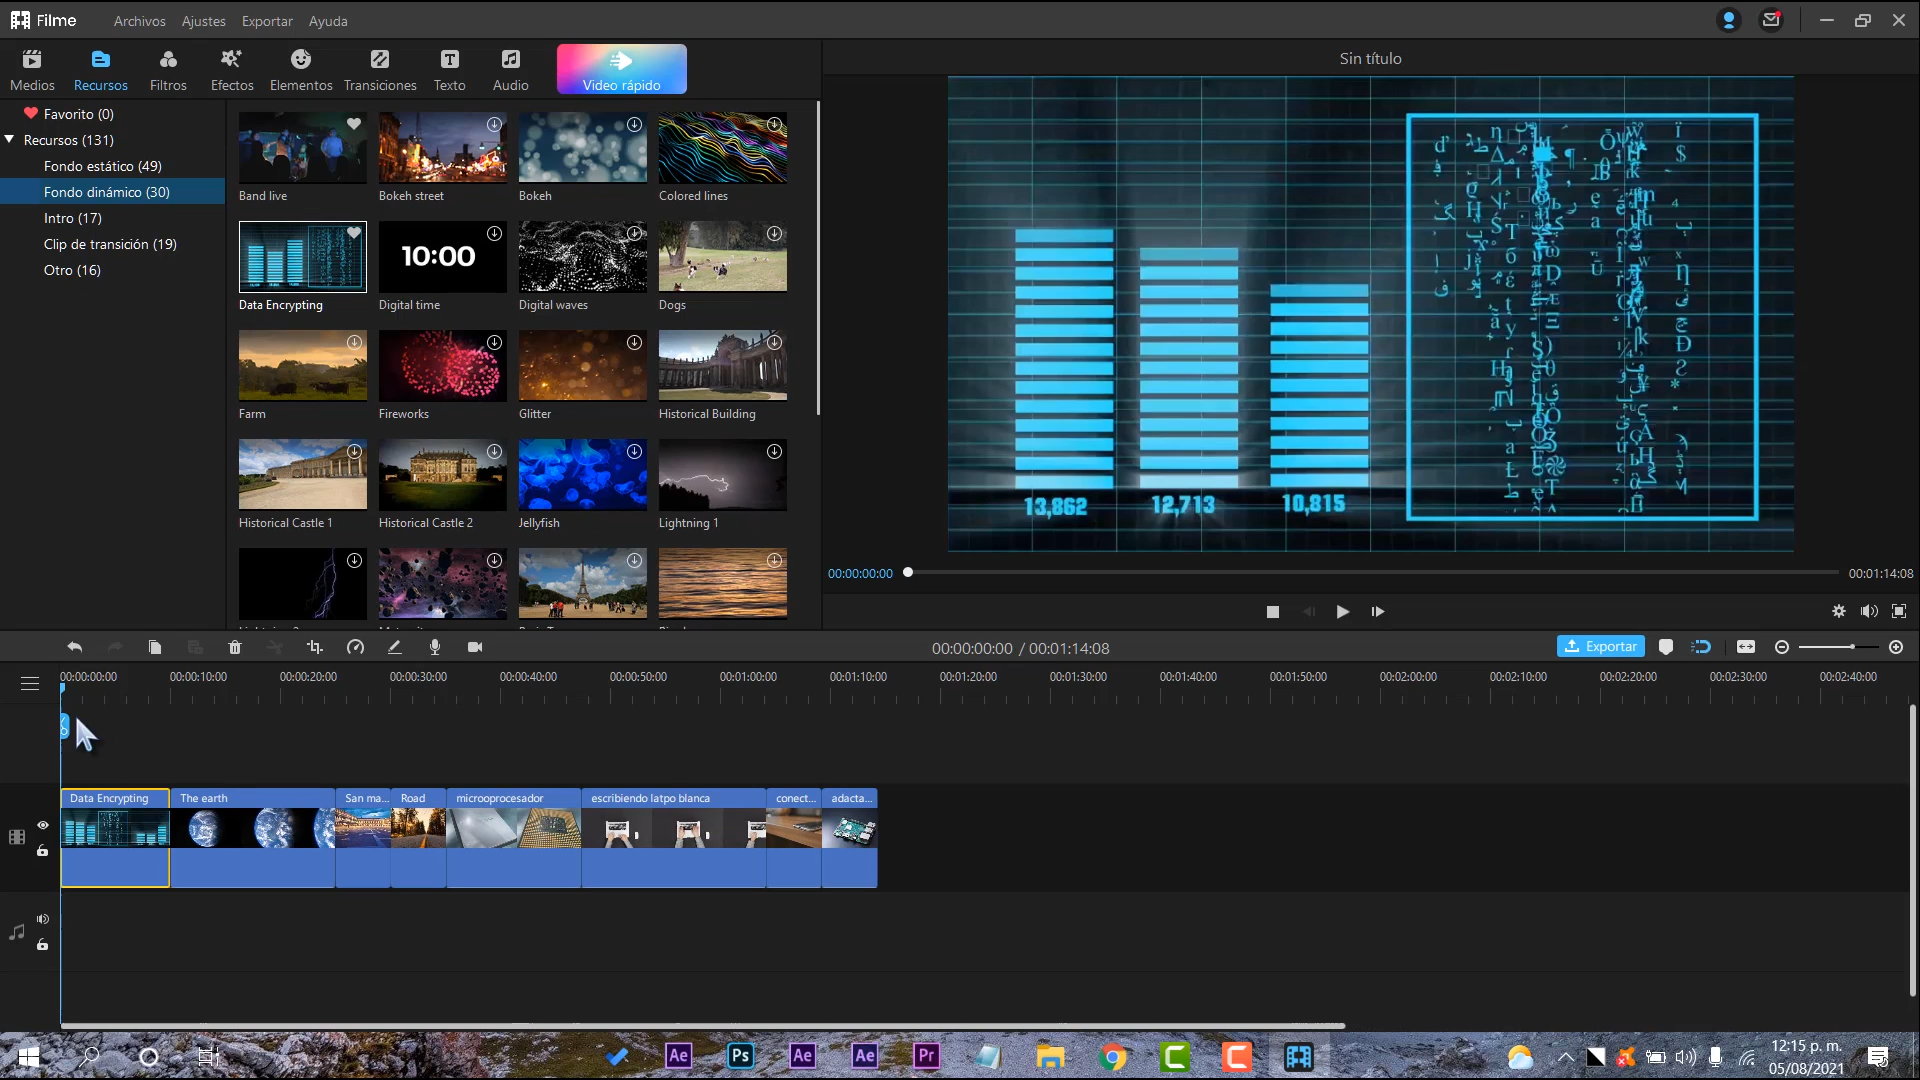 Filme
Archivos Ajustes Exportar Ayuda
Medios Recursos Filtros Efectos Elementos Transiciones Texto Audio Video rápido
Sin título
Favorito (0)
Recursos (131)
Fondo estático (49)
Fondo dinámico (30)
Intro (17)
Clip de transición (19)
Otro (16)
Band live Bokeh street Bokeh Colored lines
10:00
Data Encrypting Digital time Digital waves Dogs
Farm Fireworks Glitter Historical Building
Historical Castle 1 Historical Castle 2 Jellyfish Lightning 1
13,862 12,713 10,815
00:00:00:00 00:01:14:08
00:00:00:00 / 00:01:14:08
Exportar
00:00:00:00 00:00:10:00 00:00:20:00 00:00:30:00 00:00:40:00 00:00:50:00 00:01:00:00 00:01:10:00 00:01:20:00 00:01:30:00 00:01:40:00 00:01:50:00 00:02:00:00 00:02:10:00 00:02:20:00 00:02:30:00 00:02:40:00
Data Encrypting The earth San ma... Road microoprocesador escribiendo latpo blanca conect... adacta...
Ae Ps Ae Ae Pr
12:15 p. m.
05/08/2021